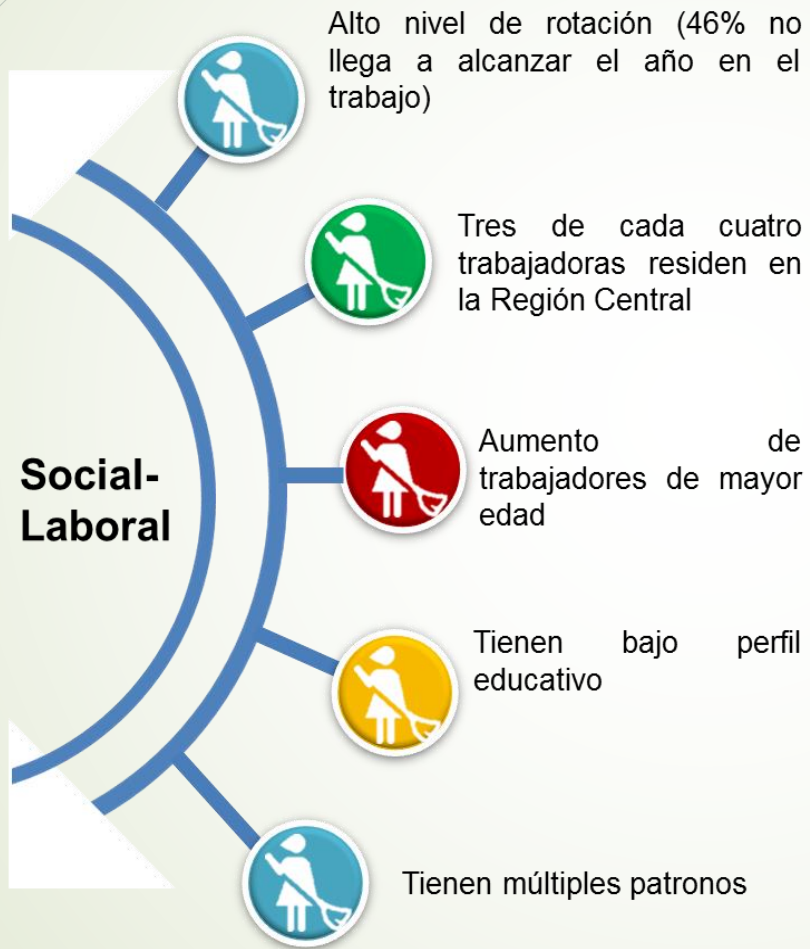 Alto nivel de rotación (46% no
llega a alcanzar el año en el
trabajo)
Tres de cada cuatro
trabajadoras residen en
la Región Central
Social-
Laboral
Aumento de
trabajadores de mayor
edad
Tienen bajo perfil
educativo
Tienen múltiples patronos